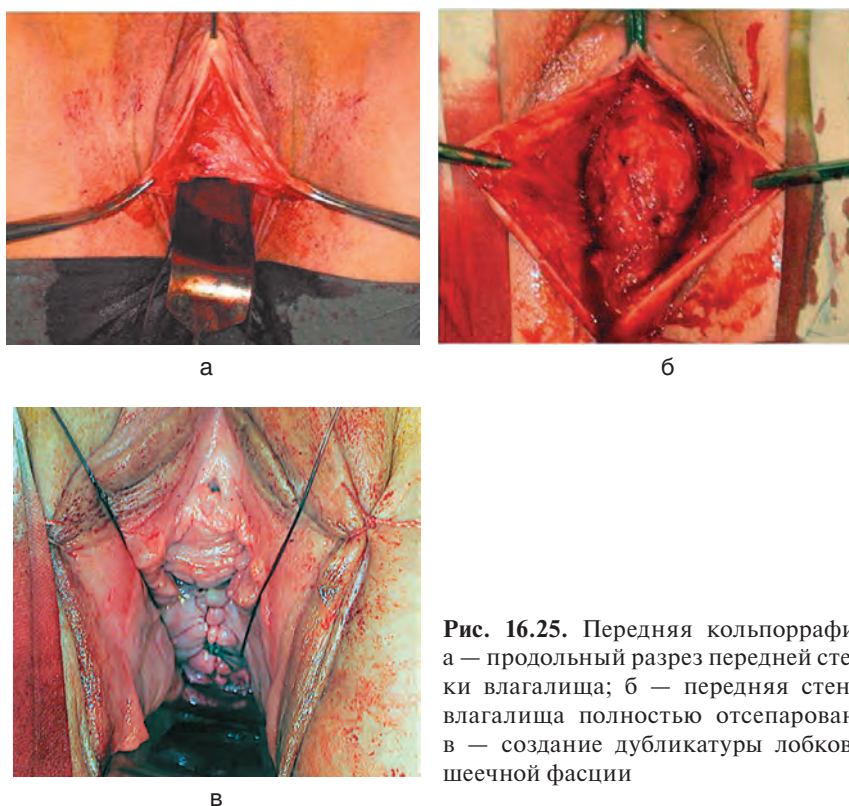 а
б
в
Рис. 16.25. Передняя кольпоррафи
а — продольный разрез передней сте
ки влагалища; б — передняя стен
влагалища полностью отсепарован
в — создание дубликатуры лобков
шеечной фасции